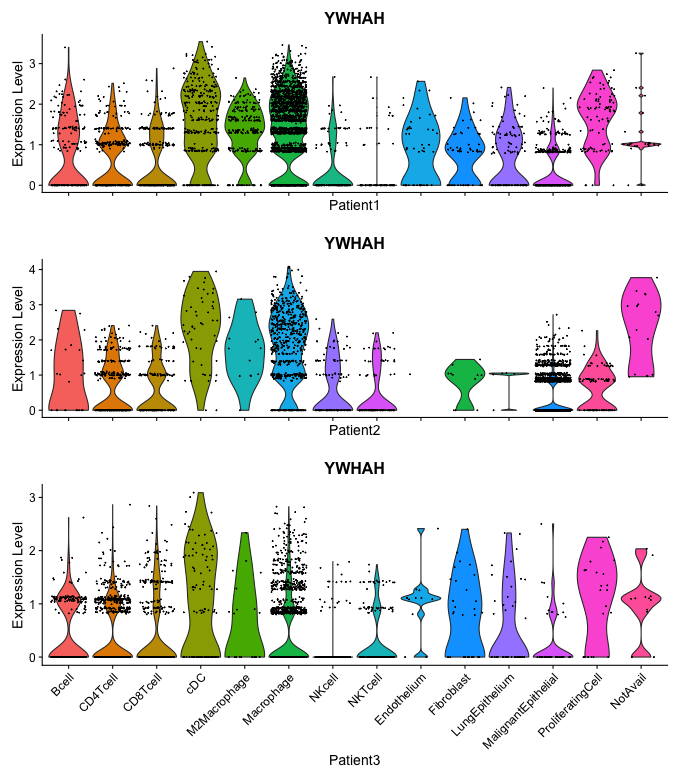 YWHAH
Expression Level
3
2
1
0
Patient1
YWHAH
Expression Level
4
3
2
1
0
Patient2
YWHAH
Expression Level
3
2
1
0
Bcell
CD4Tcell
CD8Tcell
cDC
M2Macrophage
Macrophage
NKcell
NKTcell
Endothelium
Fibroblast
LungEpithelium
MalignantEpithelial
ProliferatingCell
NotAvail
Patient3